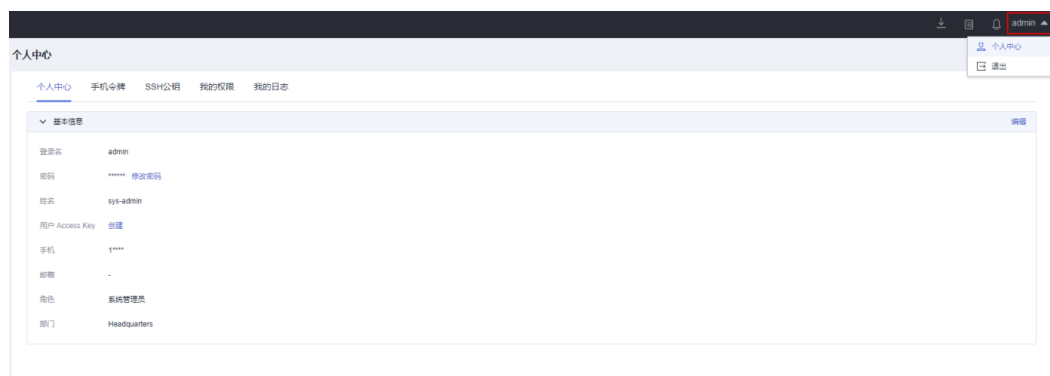 admin
个人中心
退出
个人中心
个人中心 手机令牌 SSH公钥 我的权限 我的日志
基本信息 编辑
登录名 admin
密码 ****** 修改密码
姓名 sys-admin
用户 Access Key 创建
手机 1****
邮箱 -
角色 系统管理员
部门 Headquarters